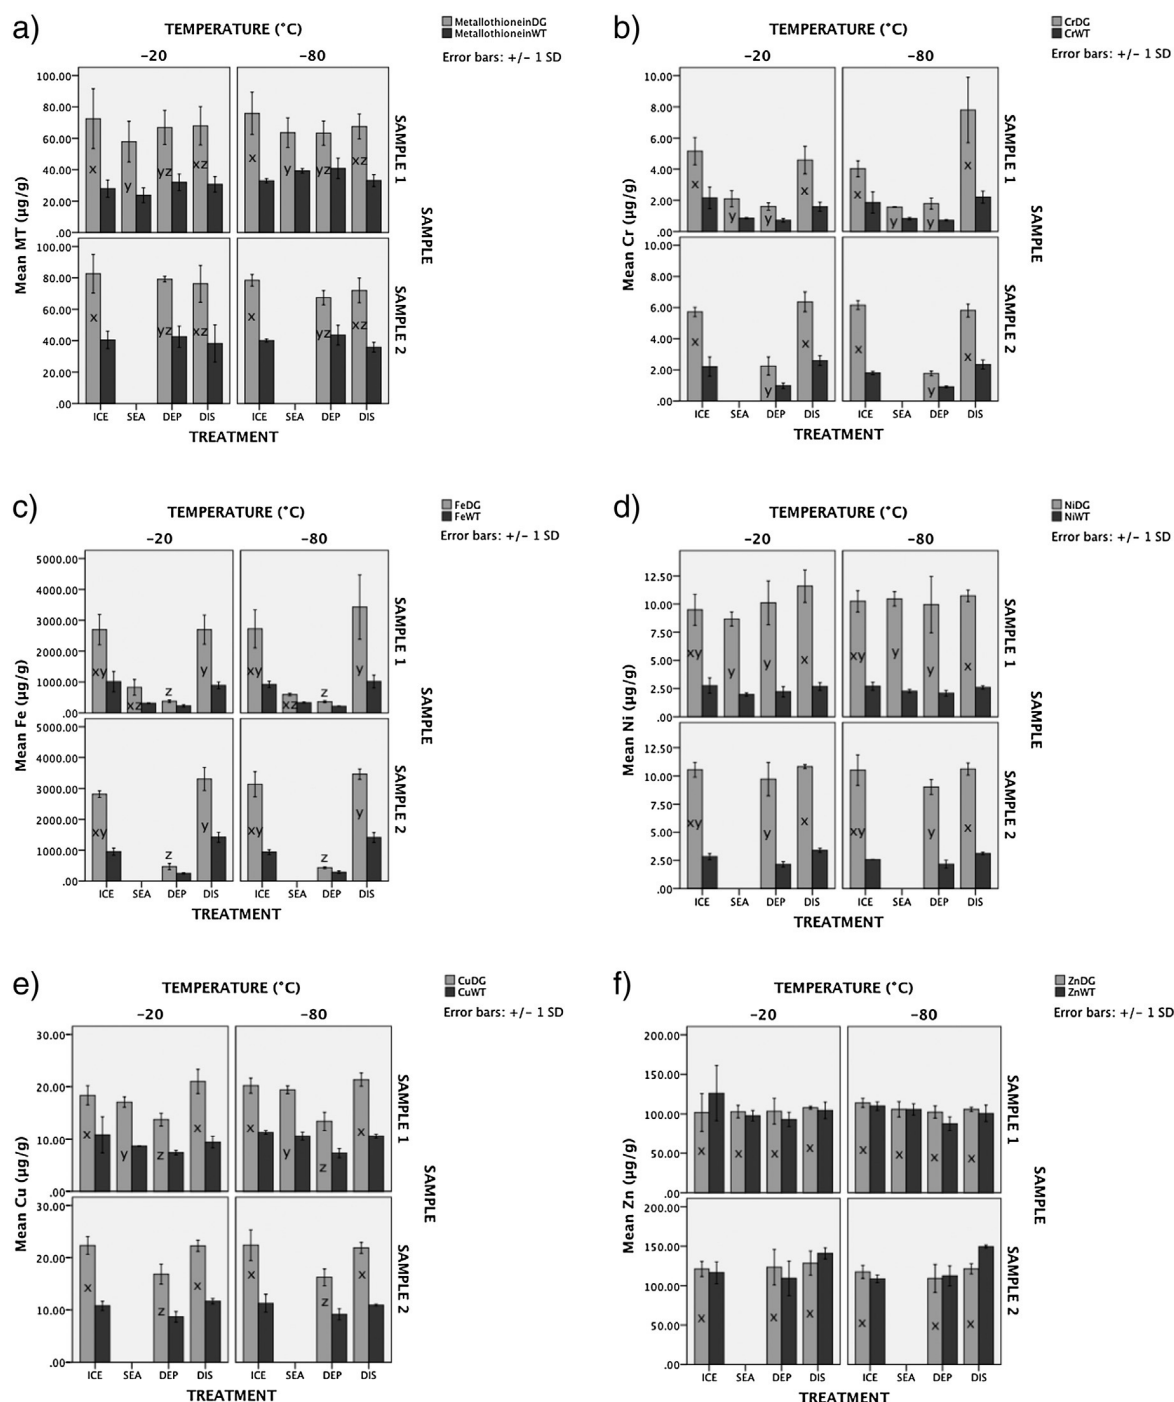 a)
TEMPERATURE (°C)
MetallothioneinDG
MetallothioneinWT
Error bars: +/- 1 SD
-20
-80
100.00
80.00
60.00
40.00
20.00
.00
x
y
yz
xz
x
y
yz
xz
SAMPLE 1
100.00
80.00
60.00
40.00
20.00
.00
x
yz
xz
x
yz
xz
SAMPLE 2
SAMPLE
Mean MT (µg/g)
ICE SEA DEP DIS ICE SEA DEP DIS
TREATMENT
b)
TEMPERATURE (°C)
CrDG
CrWT
Error bars: +/- 1 SD
-20
-80
10.00
8.00
6.00
4.00
2.00
.00
x
y
y
x
x
y
y
x
SAMPLE 1
10.00
8.00
6.00
4.00
2.00
.00
x
y
x
x
y
x
SAMPLE 2
SAMPLE
Mean Cr (µg/g)
ICE SEA DEP DIS ICE SEA DEP DIS
TREATMENT
c)
TEMPERATURE (°C)
FeDG
FeWT
Error bars: +/- 1 SD
-20
-80
5000.00
4000.00
3000.00
2000.00
1000.00
.00
xy
xz
z
y
xy
xz
z
y
SAMPLE 1
5000.00
4000.00
3000.00
2000.00
1000.00
.00
xy
z
y
xy
z
y
SAMPLE 2
SAMPLE
Mean Fe (µg/g)
ICE SEA DEP DIS ICE SEA DEP DIS
TREATMENT
d)
TEMPERATURE (°C)
NiDG
NiWT
Error bars: +/- 1 SD
-20
-80
12.50
10.00
7.50
5.00
2.50
.00
xy
y
y
x
xy
y
y
x
SAMPLE 1
12.50
10.00
7.50
5.00
2.50
.00
xy
y
x
xy
y
x
SAMPLE 2
SAMPLE
Mean Ni (µg/g)
ICE SEA DEP DIS ICE SEA DEP DIS
TREATMENT
e)
TEMPERATURE (°C)
CuDG
CuWT
Error bars: +/- 1 SD
-20
-80
30.00
20.00
10.00
.00
x
y
z
x
x
y
z
x
SAMPLE 1
30.00
20.00
10.00
.00
x
z
x
x
z
x
SAMPLE 2
SAMPLE
Mean Cu (µg/g)
ICE SEA DEP DIS ICE SEA DEP DIS
TREATMENT
f)
TEMPERATURE (°C)
ZnDG
ZnWT
Error bars: +/- 1 SD
-20
-80
200.00
150.00
100.00
50.00
.00
x
x
x
x
x
x
x
x
SAMPLE 1
200.00
150.00
100.00
50.00
.00
x
x
x
x
x
x
SAMPLE 2
SAMPLE
Mean Zn (µg/g)
ICE SEA DEP DIS ICE SEA DEP DIS
TREATMENT